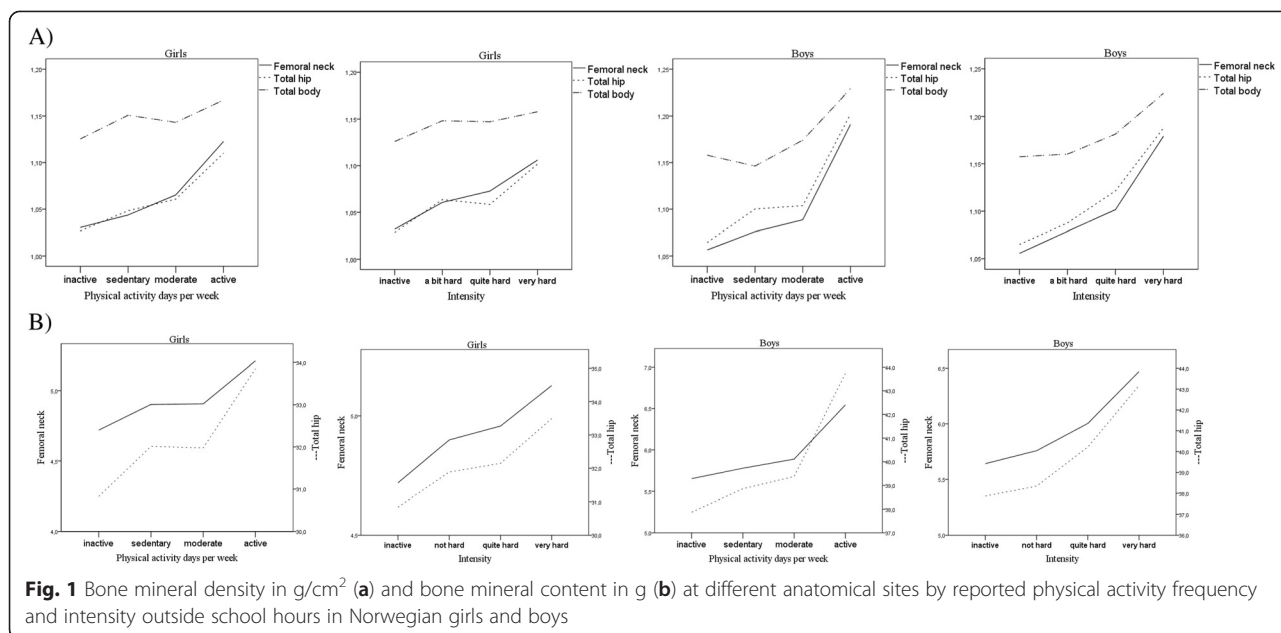 A)
Girls
Femoral neck
Total hip
Total body
1,20
1,15
1,10
1,05
1,00
inactive sedentary moderate active
Physical activity days per week
Girls
Femoral neck
Total hip
Total body
1,20
1,15
1,10
1,05
1,00
inactive a bit hard quite hard very hard
Intensity
Boys
Femoral neck
Total hip
Total body
1,25
1,20
1,15
1,10
1,05
inactive sedentary moderate active
Physical activity days per week
Boys
Femoral neck
Total hip
Total body
1,25
1,20
1,15
1,10
1,05
inactive a bit hard quite hard very hard
Intensity
B)
Girls
Femoral neck
5,0
4,5
4,0
---Total hip
94,0
33,0
32,0
91,0
30,0
inactive sedentary moderate active
Physical activity days per week
Girls
Femoral neck
5,0
4,5
---Total hip
35,0
34,0
33,0
32,0
31,0
30,0
inactive not hard quite hard very hard
Intensity
Boys
Femoral neck
7,0
6,5
6,0
5,5
5,0
---Total hip
44,0
43,0
42,0
41,0
40,0
39,0
38,0
37,0
inactive sedentary moderate active
Physical activity days per week
Boys
Femoral neck
6,5
6,0
5,5
5,0
---Total hip
44,0
43,0
42,0
41,0
40,0
39,0
38,0
37,0
36,0
inactive not hard quite hard very hard
Intensity
Fig. 1 Bone mineral density in g/cm² (a) and bone mineral content in g (b) at different anatomical sites by reported physical activity frequency
and intensity outside school hours in Norwegian girls and boys